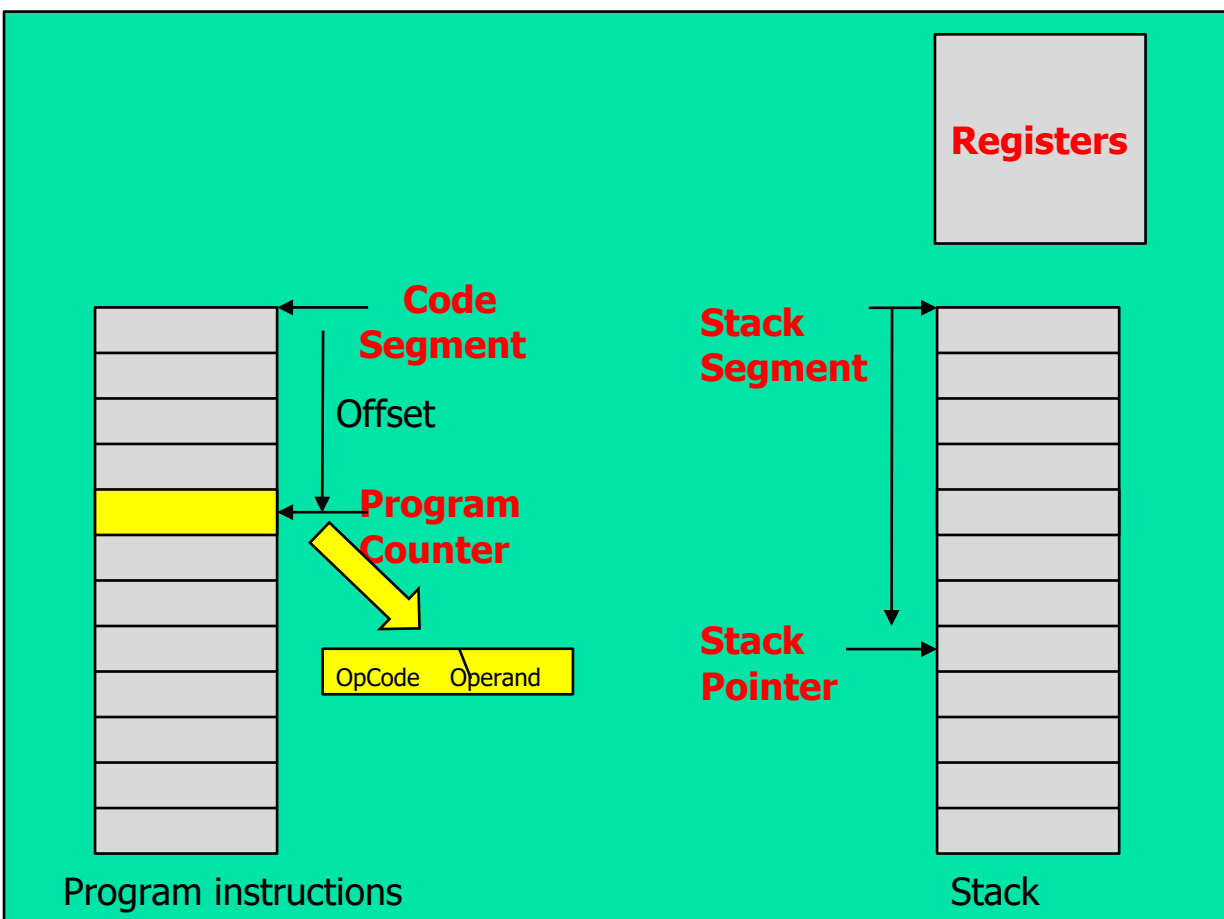 Registers
Code
Segment
Stack
Segment
Offset
Program
Counter
OpCode Operand
Stack
Pointer
Program instructions
Stack